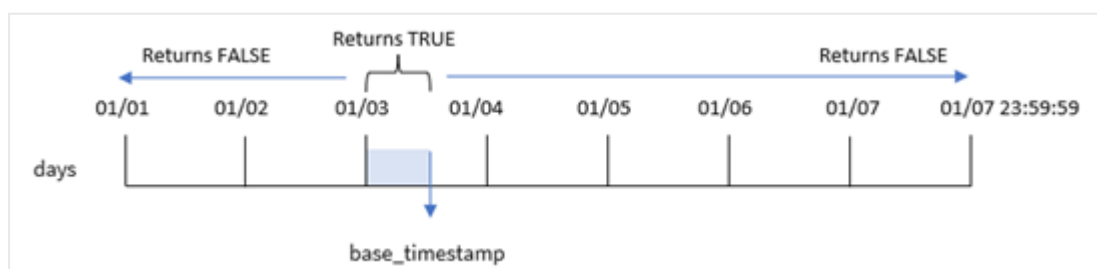 Returns TRUE
Returns FALSE
Returns FALSE
01/01
01/02
01/03
01/04
01/05
01/06
01/07
01/07 23:59:59
days
base_timestamp